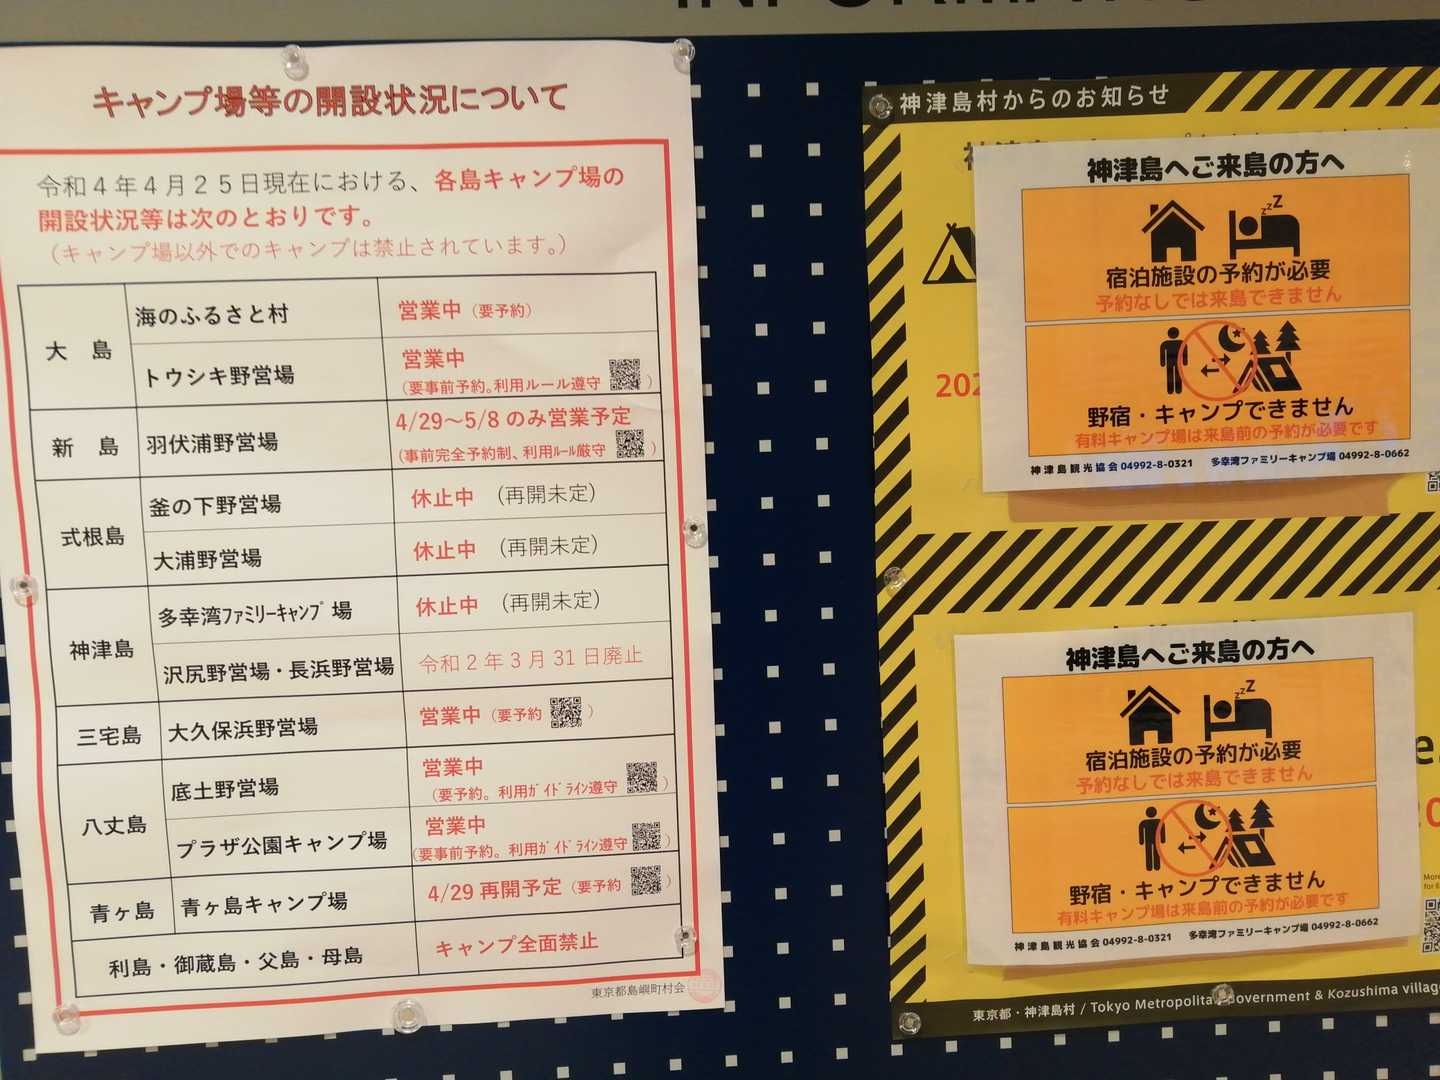 INFORMATIO
キャンプ場等の開設状況について
令和４年４月２５日現在における、各島キャンプ場の
開設状況等は次のとおりです。
（キャンプ場以外でのキャンプは禁止されています。）
大 島
海のふるさと村
営業中（要予約）
トウシキ野営場
営業中
（要事前予約。利用ルール遵守 ）
新 島
羽伏浦野営場
4/29～5/8 のみ営業予定
（事前完全予約制、利用ﾙｰﾙ厳守 ）
式根島
釜の下野営場
休止中 （再開未定）
大浦野営場
休止中 （再開未定）
神津島
多幸湾ﾌｧﾐﾘｰｷｬﾝﾌﾟ場
休止中 （再開未定）
沢尻野営場・長浜野営場
令和２年３月31日廃止
三宅島
大久保浜野営場
営業中（要予約 ）
八丈島
底土野営場
営業中
（要予約。利用ｶﾞｲﾄﾞﾗｲﾝ遵守 ）
プラザ公園キャンプ場
営業中
（要事前予約。利用ｶﾞｲﾄﾞﾗｲﾝ遵守 ）
青ヶ島
青ヶ島キャンプ場
4/29 再開予定（要予約 ）
利島・御蔵島・父島・母島
キャンプ全面禁止
東京都島嶼町村会
神津島村からのお知らせ
神津島へご来島の方へ
宿泊施設の予約が必要
予約なしでは来島できません
202
野宿・キャンプできません
有料キャンプ場は来島前の予約が必要です
神津島観光協会 04992-8-0321 多幸湾ファミリーキャンプ場 04992-8-0662
神津島へご来島の方へ
宿泊施設の予約が必要
予約なしでは来島できません
野宿・キャンプできません
有料キャンプ場は来島前の予約が必要です
神津島観光協会 04992-8-0321 多幸湾ファミリーキャンプ場 04992-8-0662
e.
20
More
for E
東京都・神津島村 / Tokyo Metropolita Government & Kozushima village